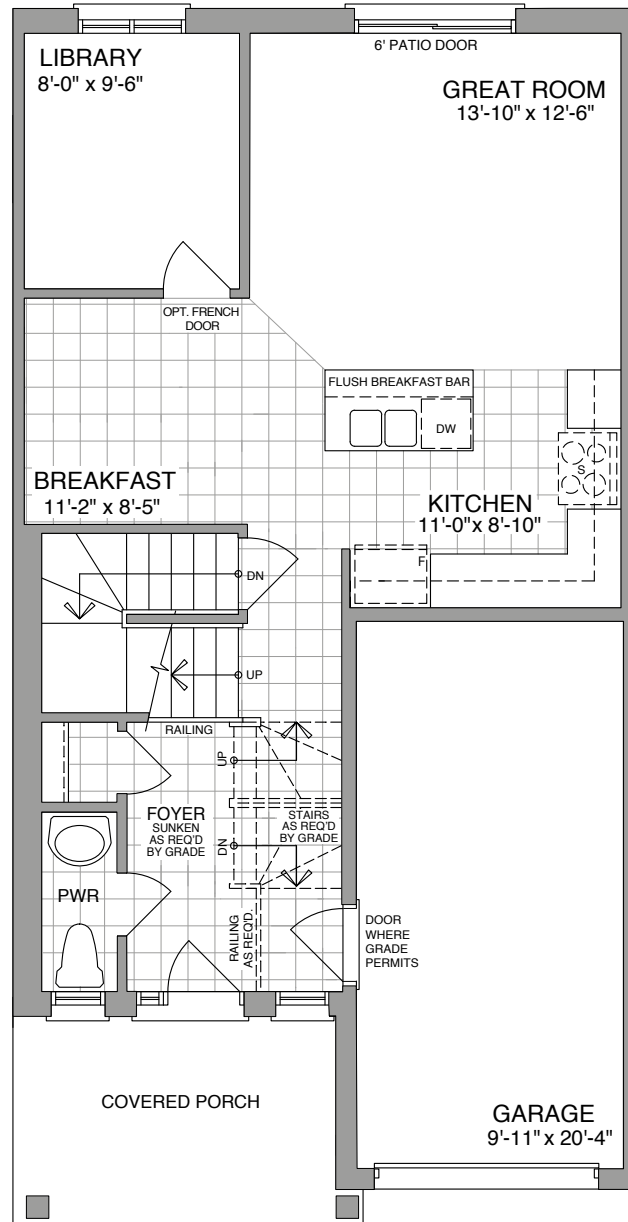 6' PATIO DOOR
LIBRARY
8'-0" x 9'-6"
GREAT ROOM
13'-10" x 12'-6"
OPT. FRENCH
DOOR
FLUSH BREAKFAST BAR
DW
S
BREAKFAST
11'-2" x 8'-5"
KITCHEN
11'-0"x 8'-10"
F
DN
UP
RAILING
UP
FOYER
SUNKEN
AS REQ'D
BY GRADE
STAIRS
AS REQ'D
BY GRADE
DN
PWR
RAILING
AS REQ'D.
DOOR
WHERE
GRADE
PERMITS
COVERED PORCH
GARAGE
9'-11" x 20'-4"